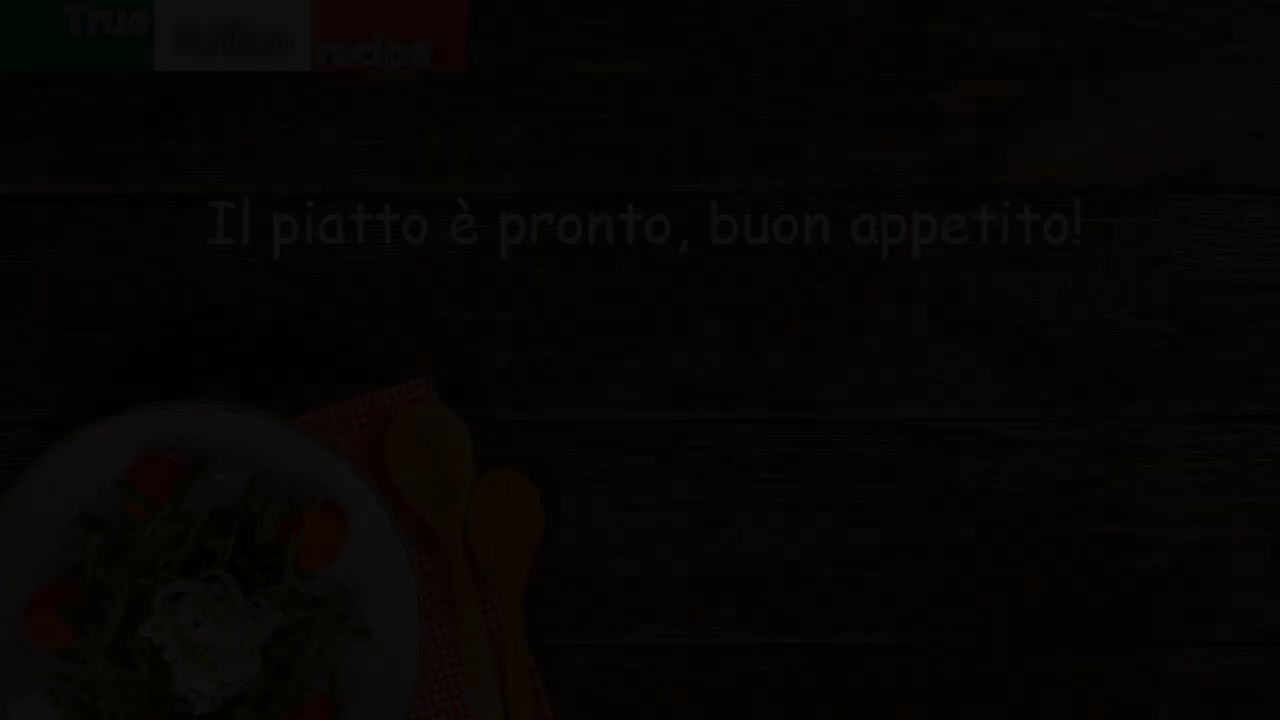 True
Italian
recipe
Il piatto è pronto, buon appetito!